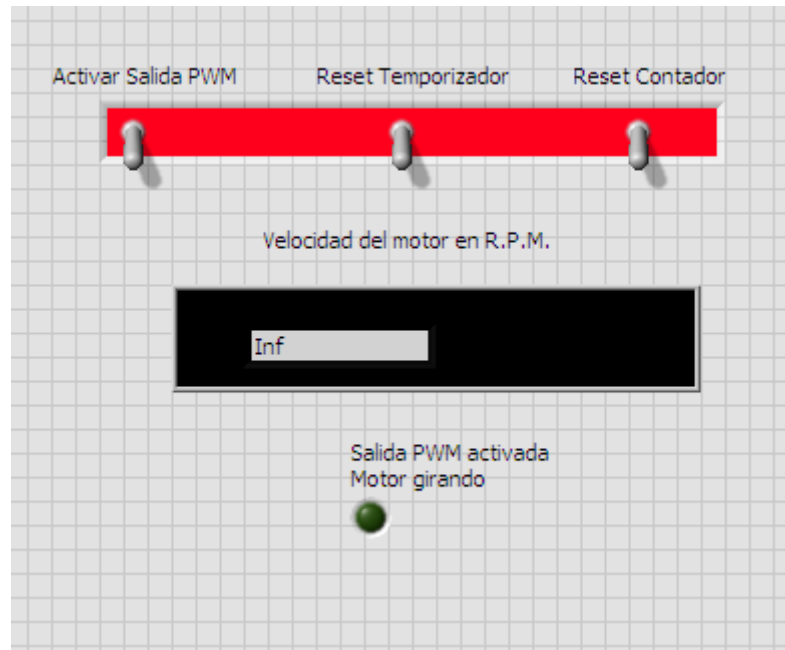 Activar Salida PWM
Reset Temporizador
Reset Contador
Velocidad del motor en R.P.M.
Inf
Salida PWM activada
Motor girando